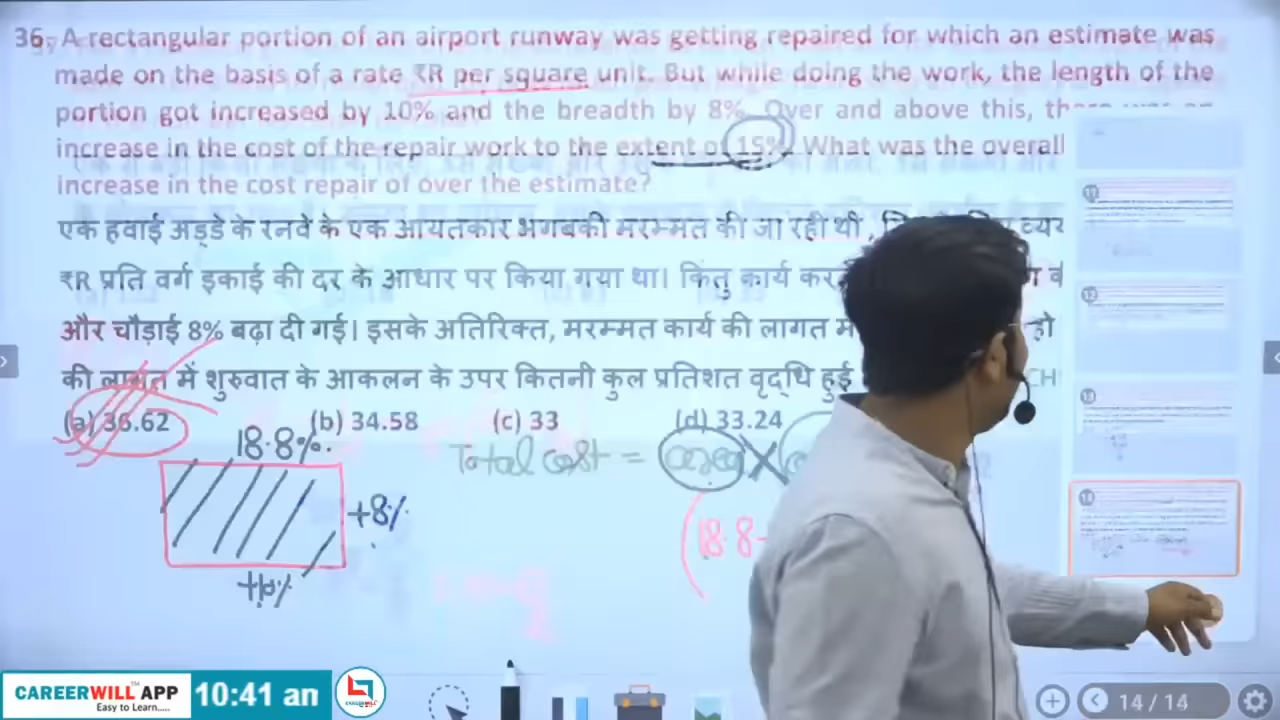 36. A rectangular portion of an airport runway was getting repaired for which an estimate was
made on the basis of a rate ₹R per square unit. But while doing the work, the length of the
portion got increased by 10% and the breadth by 8%. Over and above this,
increase in the cost of the repair work to the extent of 15%. What was the overall
increase in the cost repair of over the estimate?
एक हवाई अड्डे के रनवे के एक आयतकार भगबकी मरम्मत की जा रही थी,
₹R प्रति वर्ग इकाई की दर के आधार पर किया गया था। किंतु कार्य
और चौड़ाई 8% बढ़ा दी गई। इसके अतिरिक्त, मरम्मत कार्य की लागत
की लागत में शुरुवात के आकलन के उपर कितनी कुल प्रतिशत वृद्धि हुई
(a) 36.62 (b) 34.58 (c) 33 (d) 33.24
18.8%.
Total cost = (area) ×
+8%
(18.8
+10%
CAREERWILL APP
Easy to Learn.....
10:41 an
CAREERWILL
14 / 14